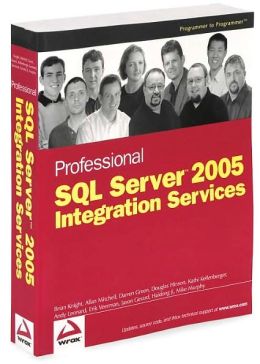 Programmer to Programmer™
Professional
SQL Server™ 2005
Integration Services
Brian Knight, Allan Mitchell, Darren Green, Douglas Hinson, Kathi Kellenberger,
Andy Leonard, Erik Veerman, Jason Gerard, Haidong Ji, Mike Murphy
Updates, source code, and Wrox technical support at www.wrox.com
wrox
Professional
SQL Server 2005
Integration Services
wrox